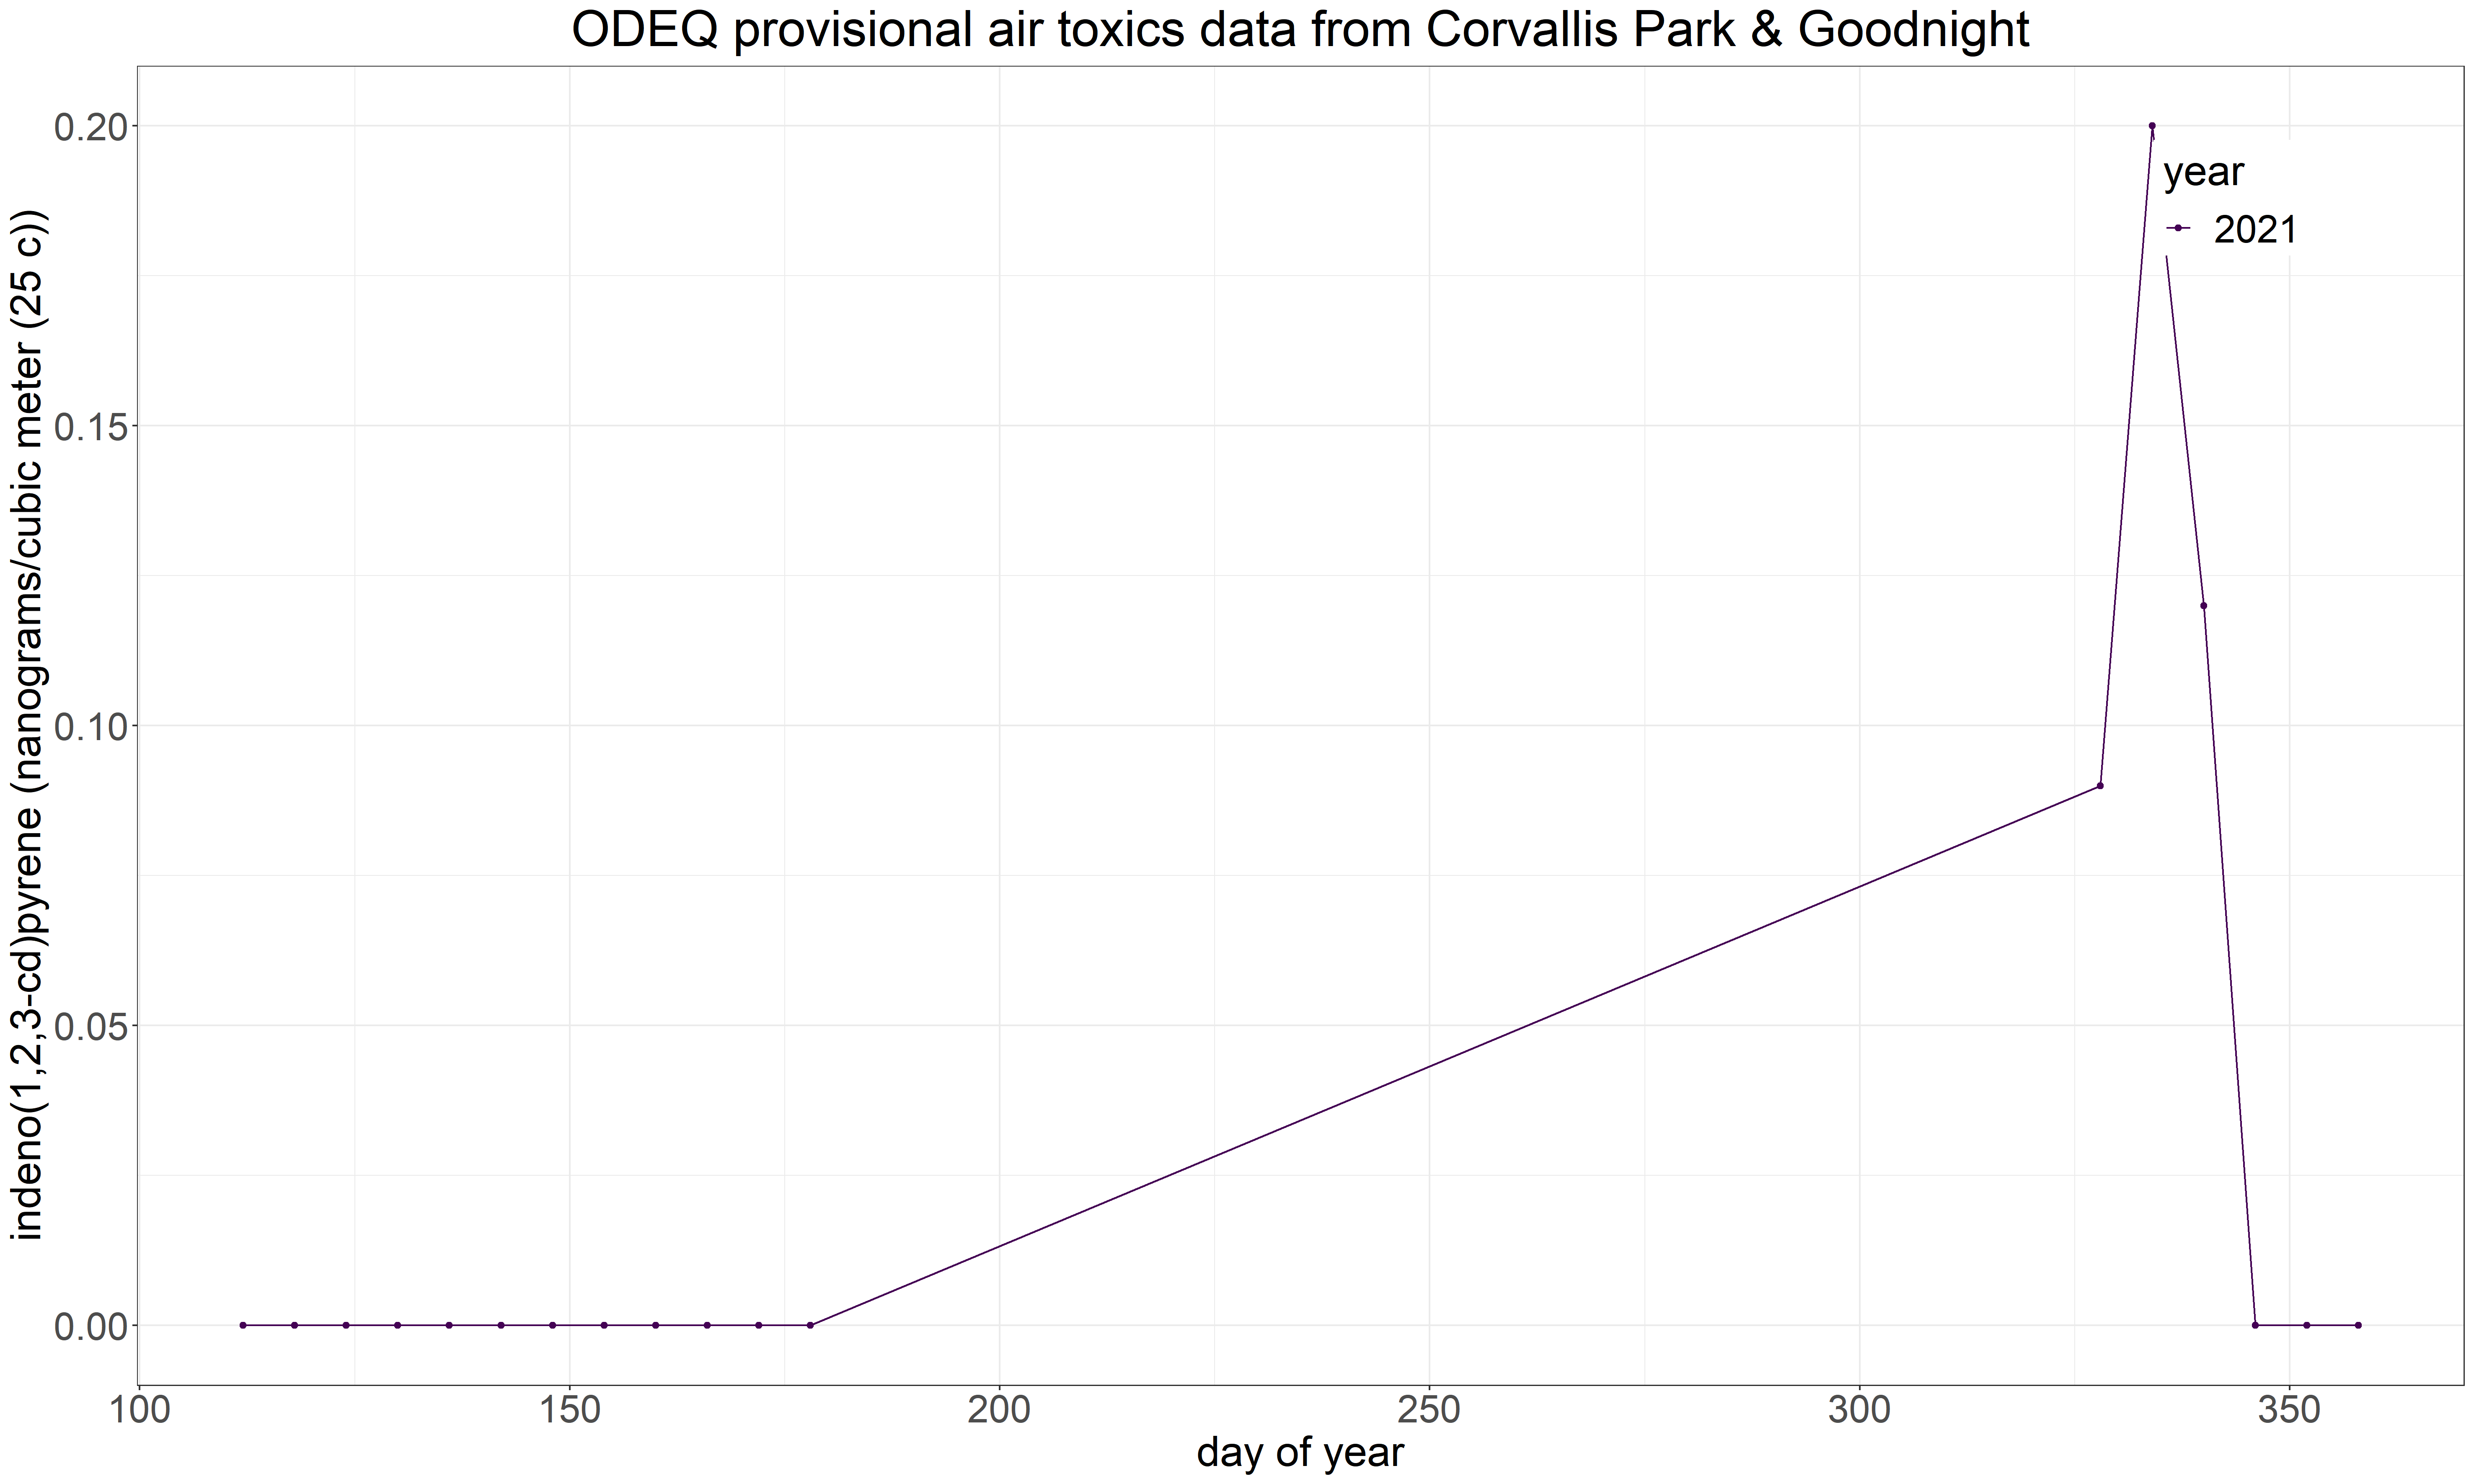 ODEQ provisional air toxics data from Corvallis Park & Goodnight
indeno(1,2,3-cd)pyrene (nanograms/cubic meter (25 c))
0.20
0.15
0.10
0.05
0.00
year
2021
100 150 200 250 300 350
day of year